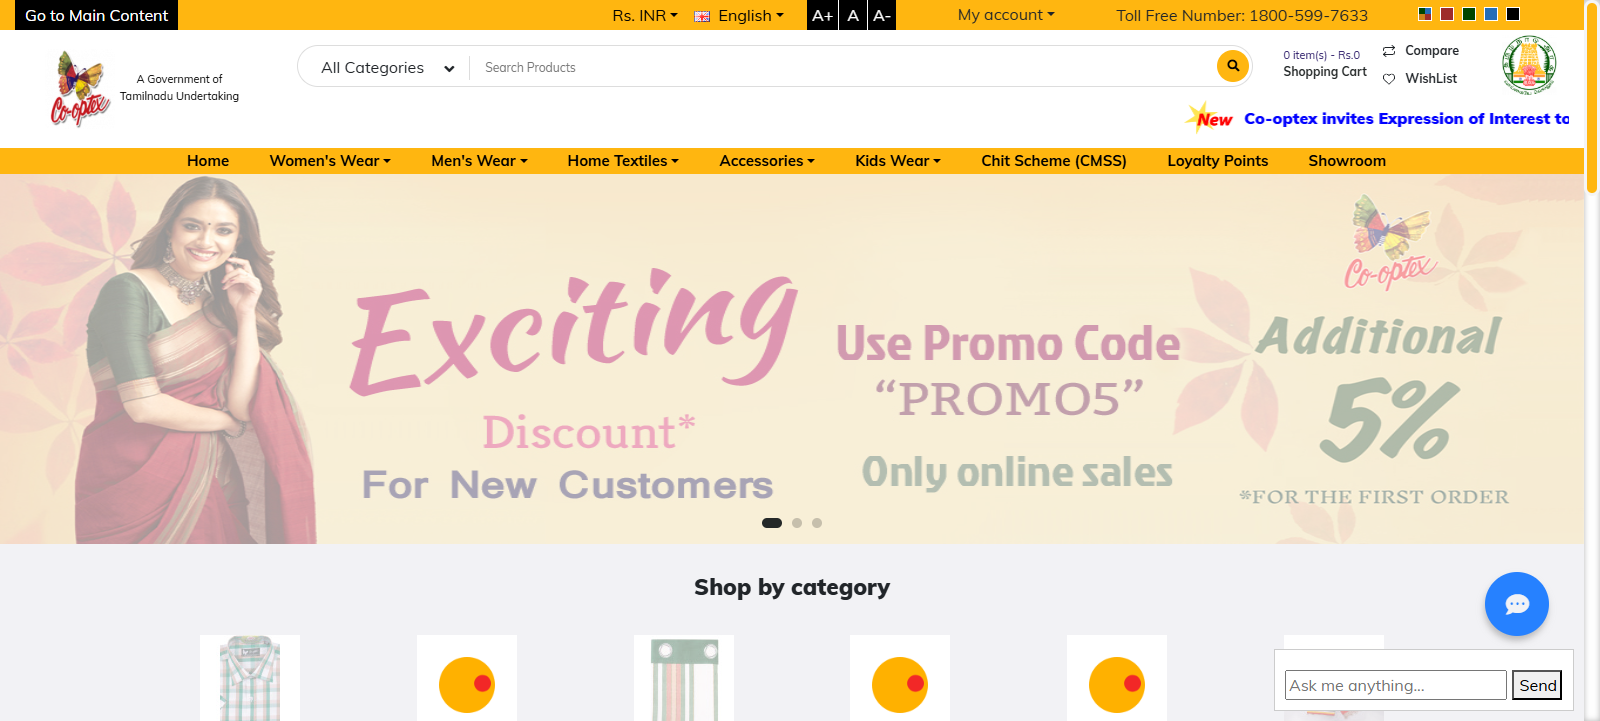 Go to Main Content
Rs. INR
English
A+ A A-
My account
Toll Free Number: 1800-599-7633
Co-optex
A Government of
Tamilnadu Undertaking
All Categories
Search Products
0 item(s) - Rs.0
Shopping Cart
Compare
WishList
New Co-optex invites Expression of Interest to
Home Women's Wear Men's Wear Home Textiles Accessories Kids Wear Chit Scheme (CMSS) Loyalty Points Showroom
Exciting
Discount*
For New Customers
Use Promo Code
“PROMO5”
Only online sales
Co-optex
Additional
5%
*FOR THE FIRST ORDER
Shop by category
Ask me anything...
Send